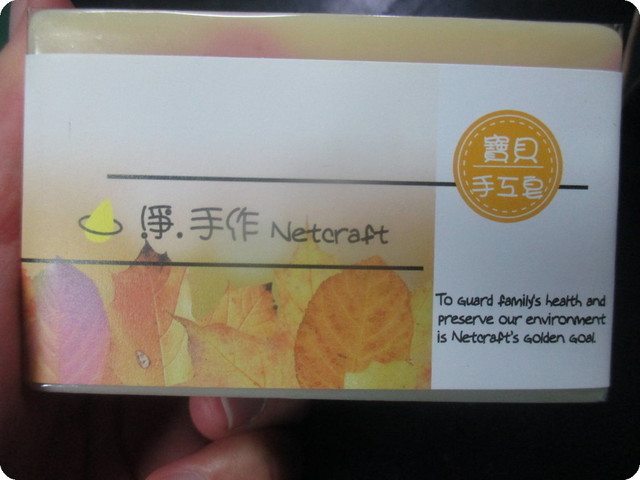 寶貝
手工皂
淨.手作 Netcraft
To Guard family's health and
preserve our environment
is Netcraft's Golden Goal.